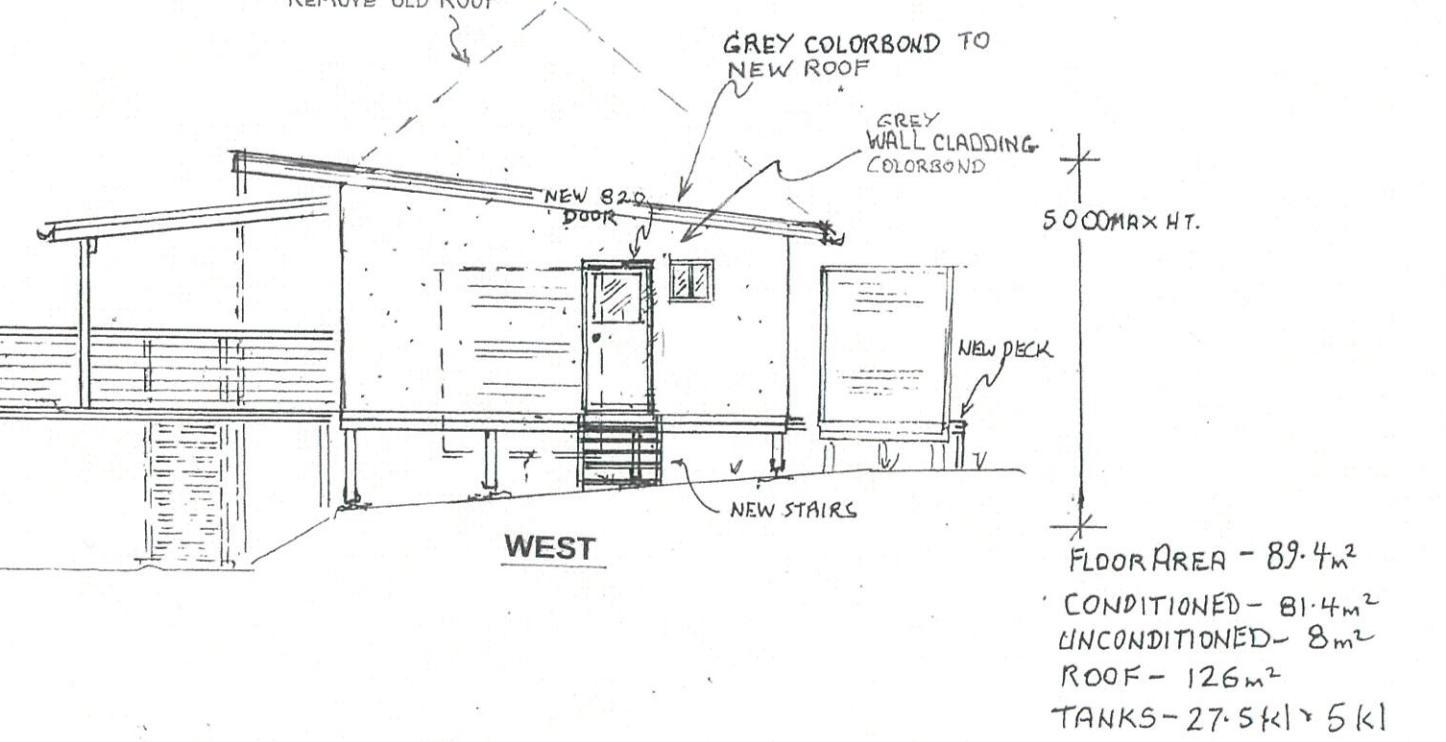 REMOVE OLD ROOF
GREY COLORBOND TO
NEW ROOF
GREY
WALL CLADDING
COLORBOND
NEW 820
DOOR
5000MAX HT.
NEW DECK
NEW STAIRS
WEST
FLOOR AREA - 89.4m²
CONDITIONED - 81.4m²
UNCONDITIONED - 8m²
ROOF - 126m²
TANKS - 27.5kl & 5kl